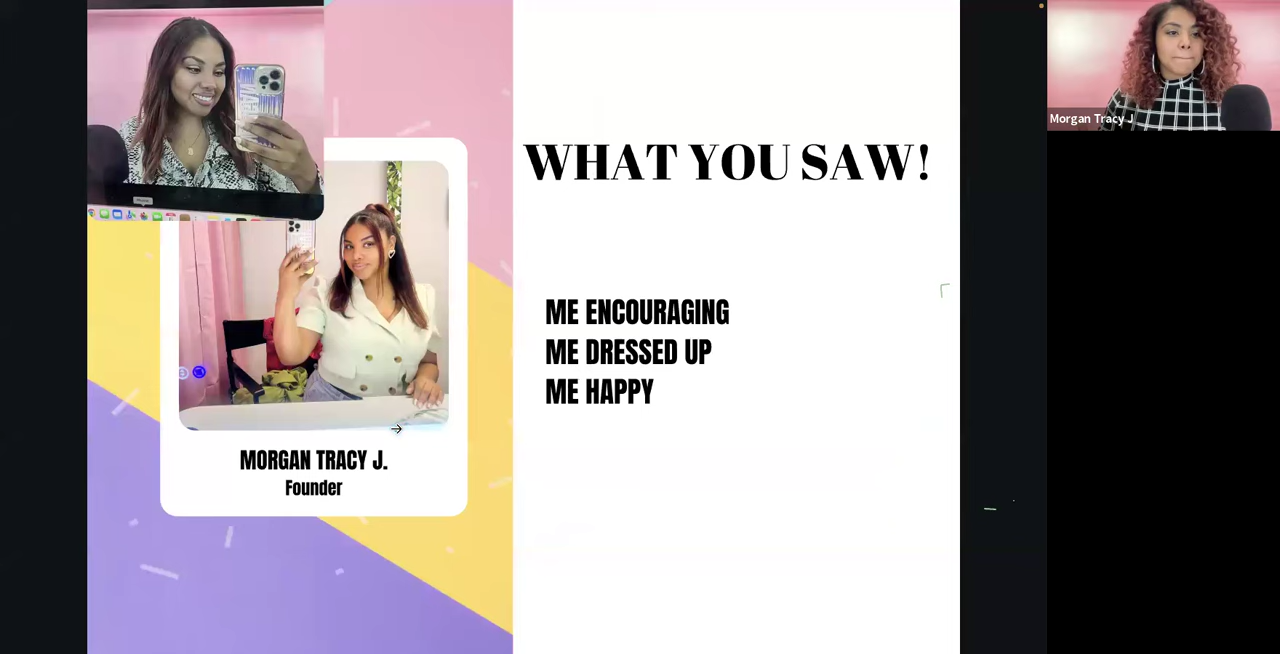 WHAT YOU SAW!
ME ENCOURAGING
ME DRESSED UP
ME HAPPY
MORGAN TRACY J.
Founder
Morgan Tracy J